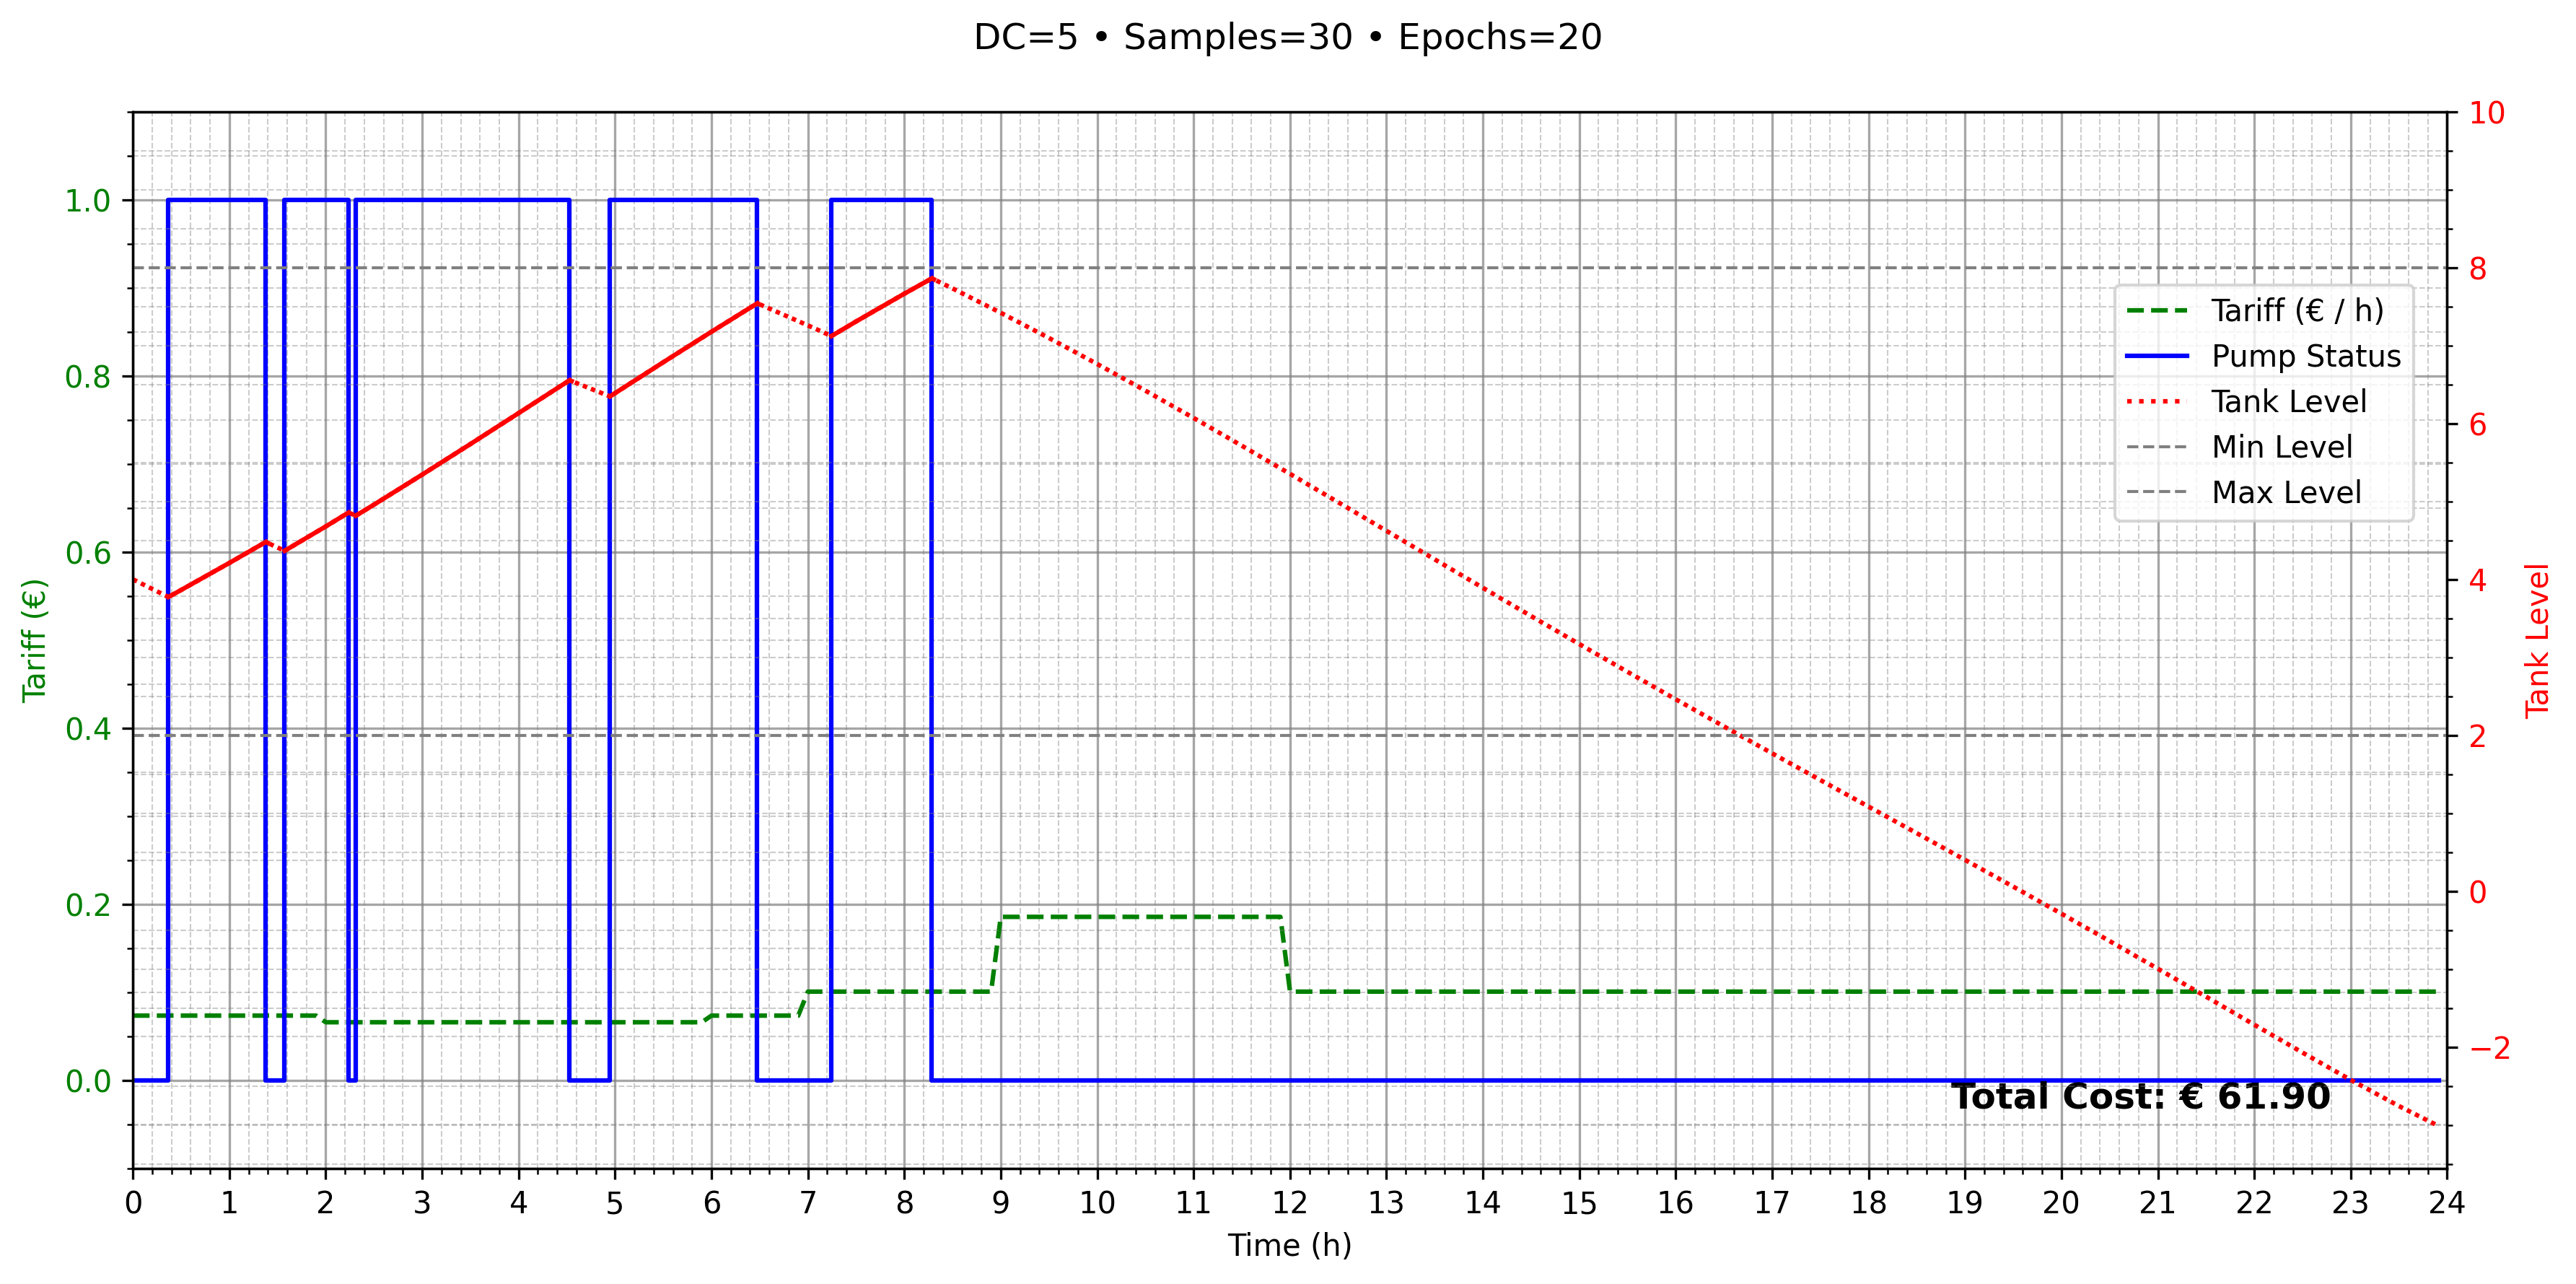 DC=5 • Samples=30 • Epochs=20
10
1.0
8
Tariff (€ / h)
Pump Status
0.8
Tank Level
6
Min Level
Max Level
0.6
4
Tariff (€)
Tank Level
0.4
2
0.2
0
−2
0.0
Total Cost: € 61.90
0 1 2 3 4 5 6 7 8 9 10 11 12 13 14 15 16 17 18 19 20 21 22 23 24
Time (h)